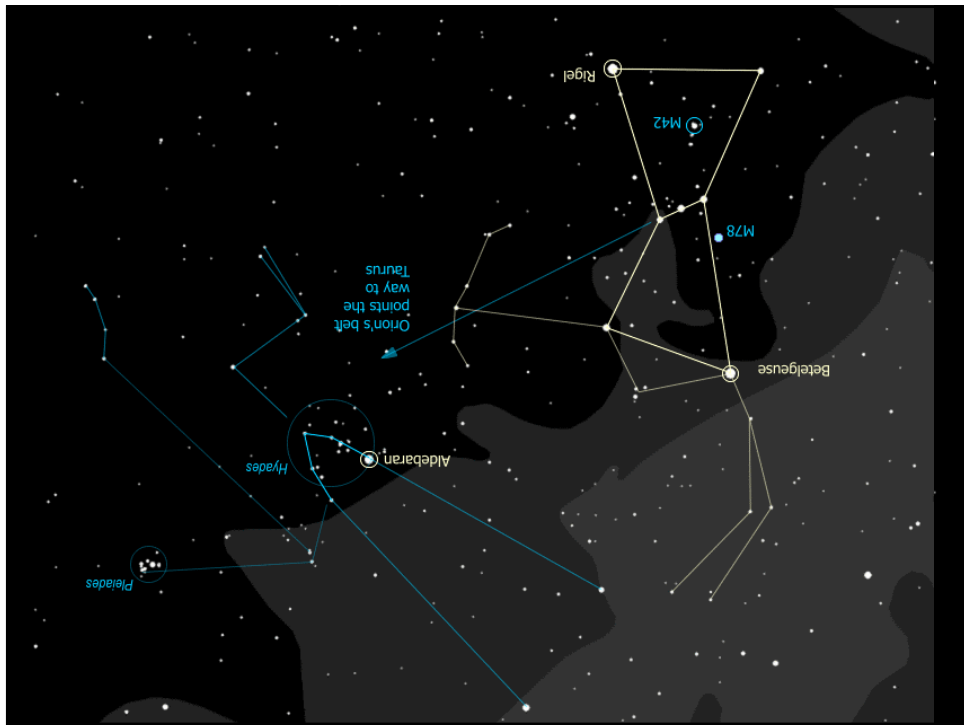 Pleiades
Aldebaran
Hyades
Betelgeuse
Orion's belt
points the
way to
Taurus
M78
M42
Rigel